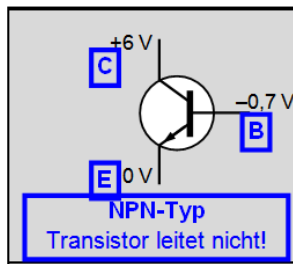 +6 V
C
–0,7 V
B
E
0 V
NPN-Typ
Transistor leitet nicht!